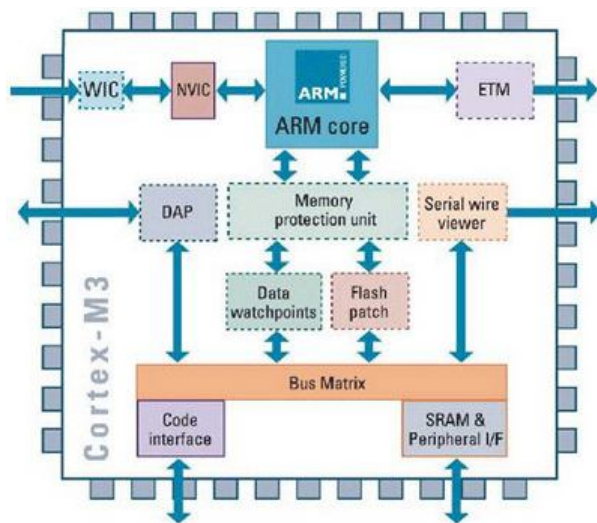 WIC
NVIC
ARM
POWERED
ARM core
ETM
DAP
Memory
protection unit
Serial wire
viewer
Data
watchpoints
Flash
patch
Cortex-M3
Bus Matrix
Code
interface
SRAM &
Peripheral I/F